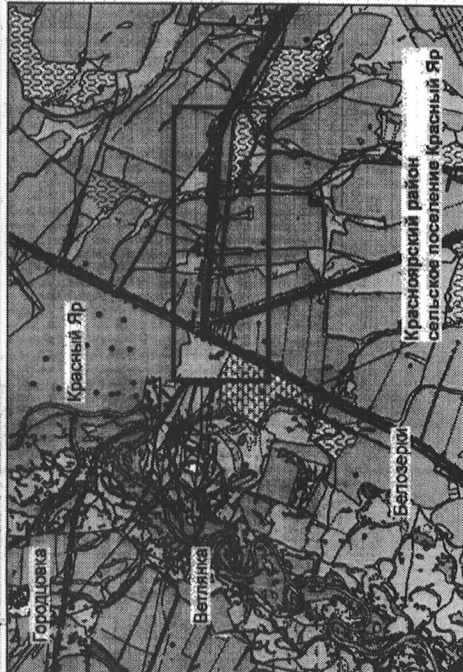 Городцовка
Красный Яр
Ветлянка
Белозерки
Красноярский район
сельское поселение Красный Яр